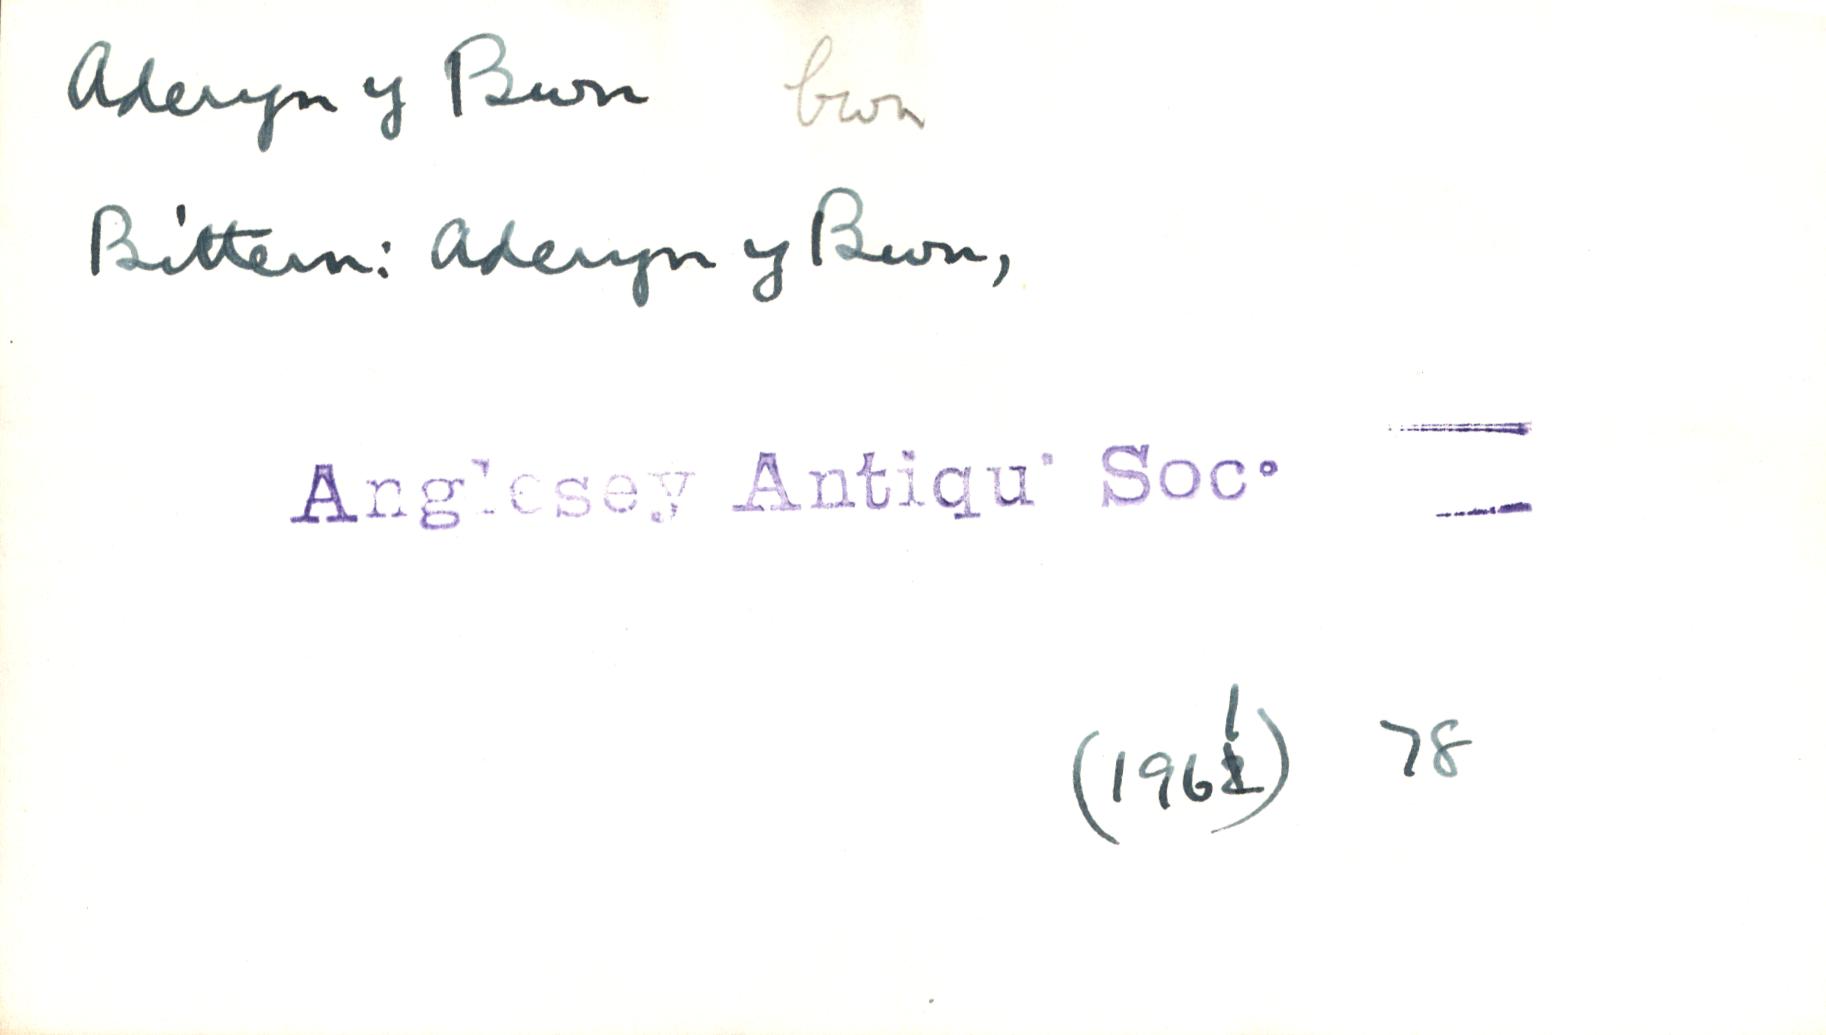 Aderyn y Bwn bwn
Bittern: Aderyn y Bwn,
Anglesey Antiqu. Soc.
(1961) 78